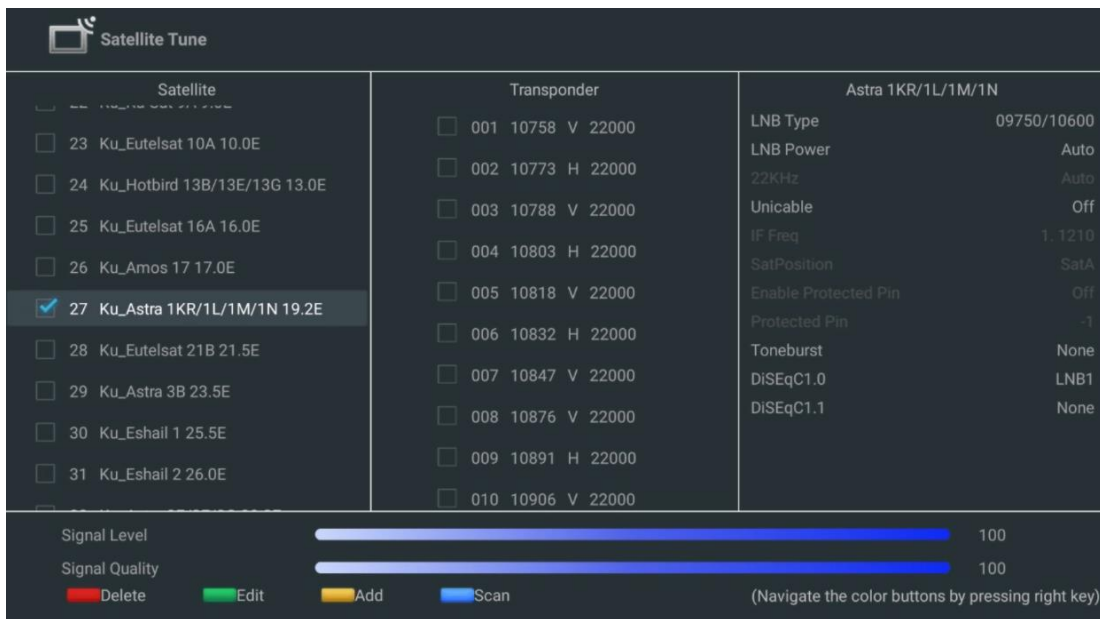 Satellite Tune
Satellite
23 Ku_Eutelsat 10A 10.0E
24 Ku_Hotbird 13B/13E/13G 13.0E
25 Ku_Eutelsat 16A 16.0E
26 Ku_Amos 17 17.0E
27 Ku_Astra 1KR/1L/1M/1N 19.2E
28 Ku_Eutelsat 21B 21.5E
29 Ku_Astra 3B 23.5E
30 Ku_Eshail 1 25.5E
31 Ku_Eshail 2 26.0E
Transponder
001 10758 V 22000
002 10773 H 22000
003 10788 V 22000
004 10803 H 22000
005 10818 V 22000
006 10832 H 22000
007 10847 V 22000
008 10876 V 22000
009 10891 H 22000
010 10906 V 22000
Astra 1KR/1L/1M/1N
LNB Type 09750/10600
LNB Power Auto
22KHz Auto
Unicable Off
IF Freq 1. 1210
SatPosition SatA
Enable Protected Pin Off
Protected Pin -1
Toneburst None
DiSEqC1.0 LNB1
DiSEqC1.1 None
Signal Level 100
Signal Quality 100
Delete Edit Add Scan (Navigate the color buttons by pressing right key)